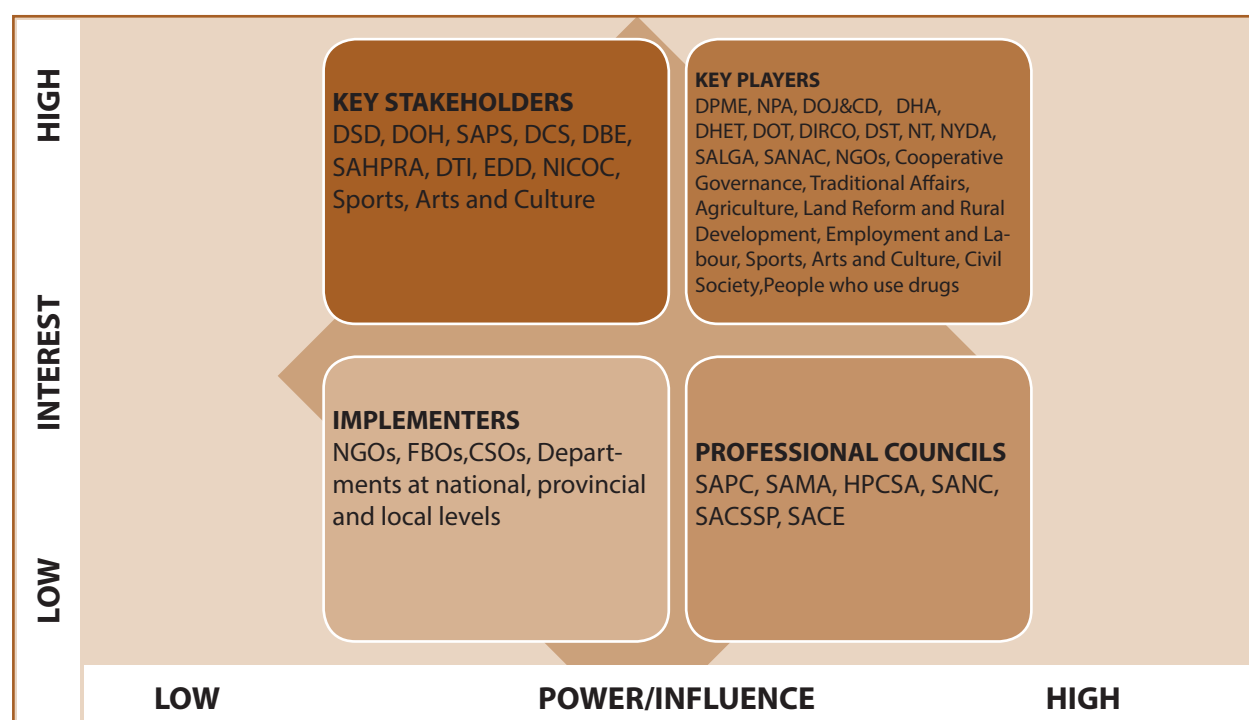 HIGH
INTEREST
LOW
KEY STAKEHOLDERS
DSD, DOH, SAPS, DCS, DBE,
SAHPRA, DTI, EDD, NICOC,
Sports, Arts and Culture
KEY PLAYERS
DPME, NPA, DOJ&CD, DHA,
DHET, DOT, DIRCO, DST, NT, NYDA,
SALGA, SANAC, NGOs, Cooperative
Governance, Traditional Affairs,
Agriculture, Land Reform and Rural
Development, Employment and La-
bour, Sports, Arts and Culture, Civil
Society,People who use drugs
IMPLEMENTERS
NGOs, FBOs,CSOs, Depart-
ments at national, provincial
and local levels
PROFESSIONAL COUNCILS
SAPC, SAMA, HPCSA, SANC,
SACSSP, SACE
LOW
POWER/INFLUENCE
HIGH